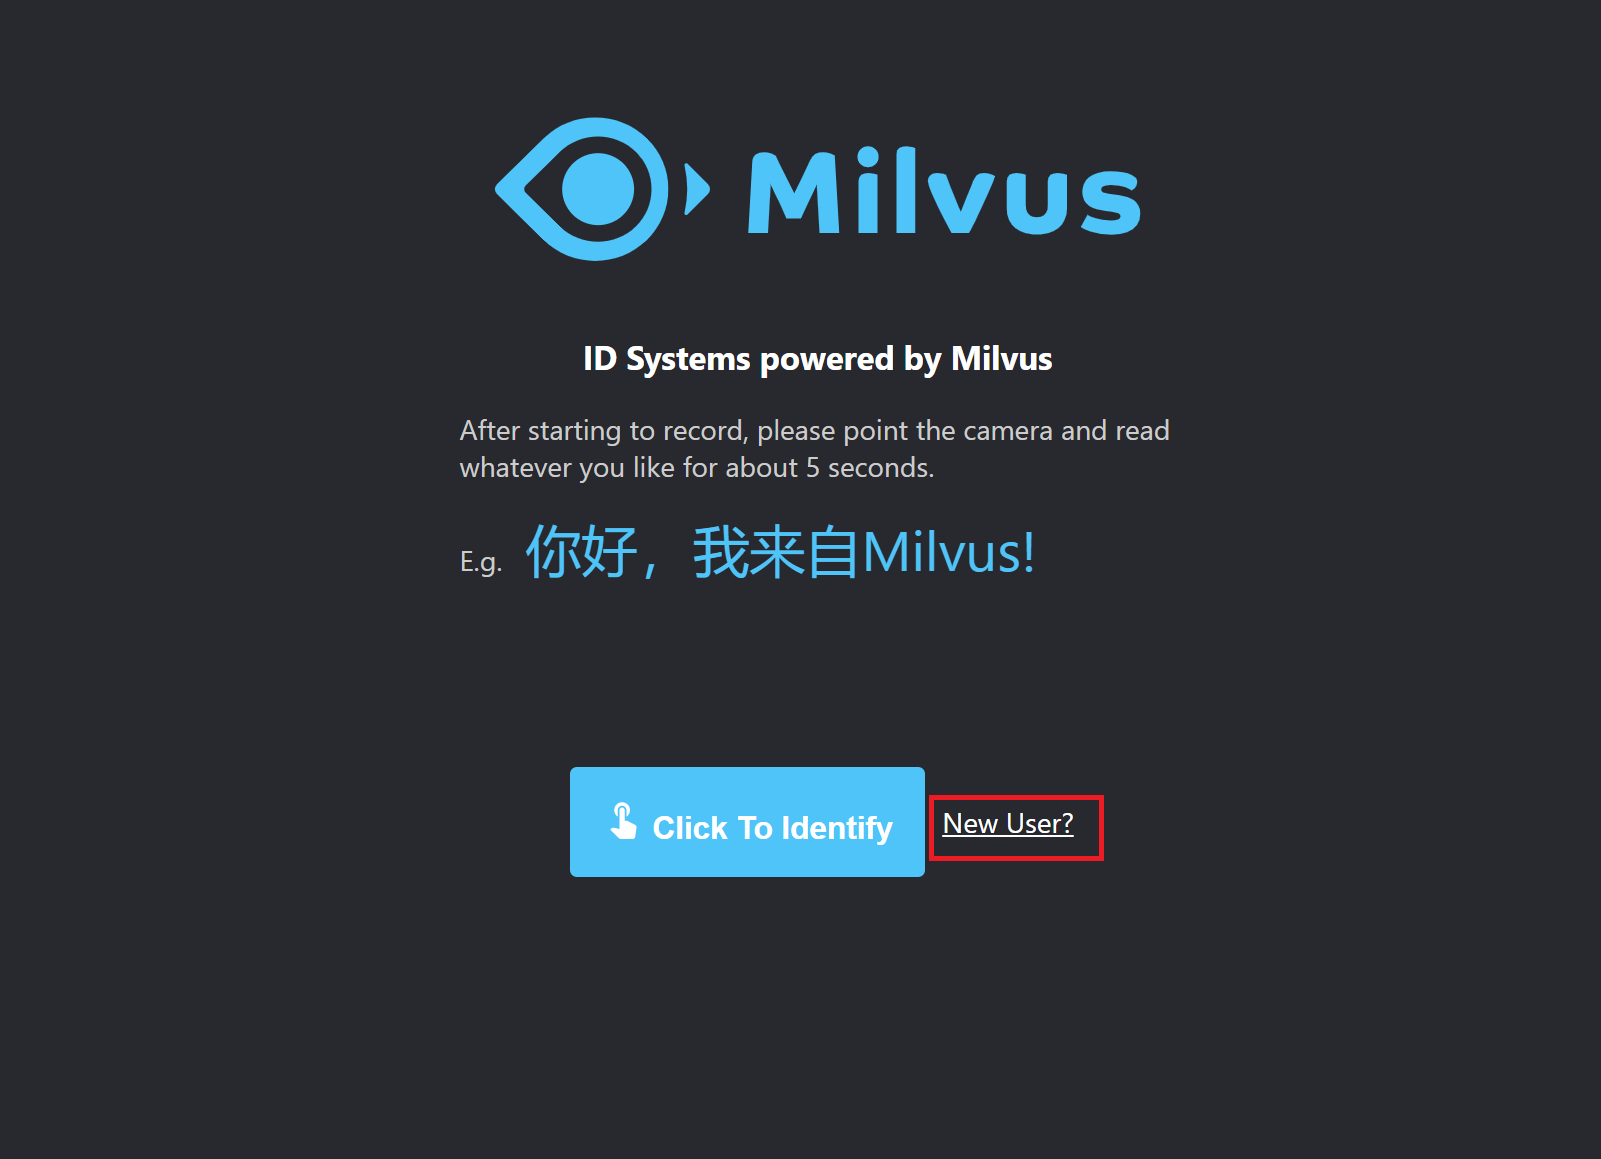 Milvus
ID Systems powered by Milvus
After starting to record, please point the camera and read
whatever you like for about 5 seconds.
E.g. 你好，我来自Milvus!
Click To Identify
New User?